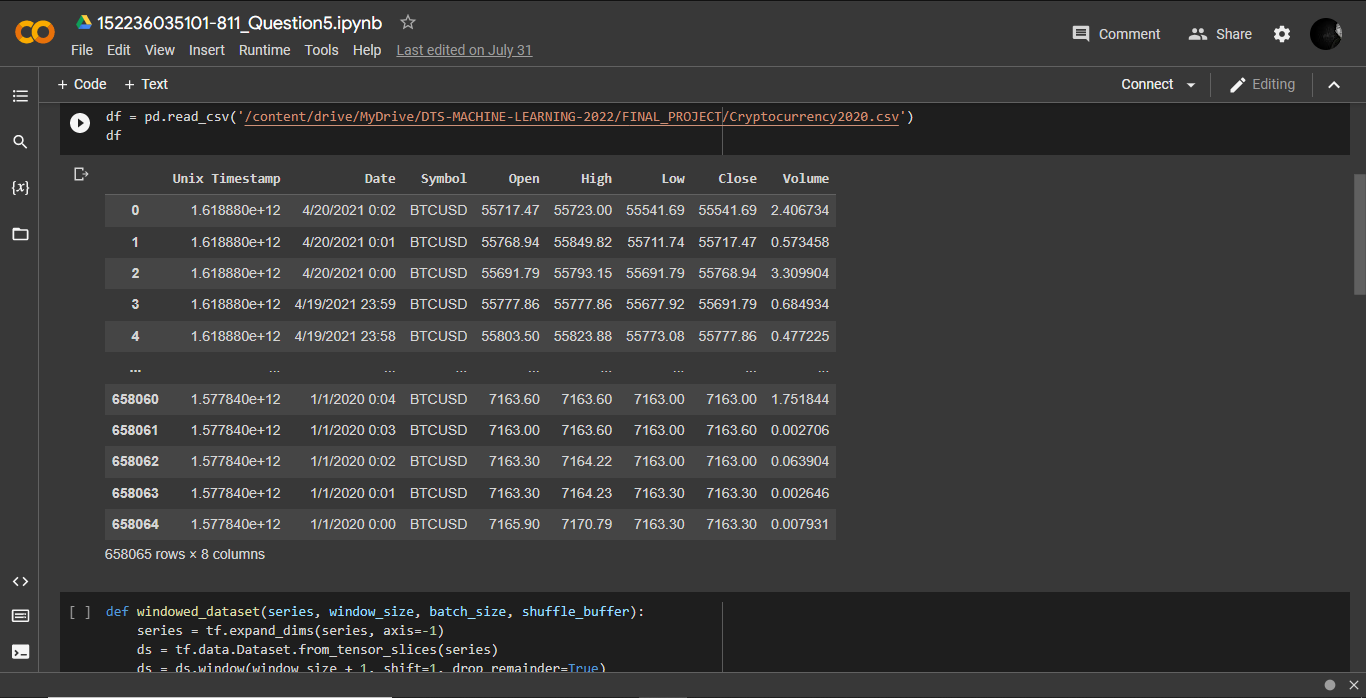 152236035101-811_Question5.ipynb
File Edit View Insert Runtime Tools Help Last edited on July 31
Comment Share
+ Code + Text
Connect Editing
df = pd.read_csv('/content/drive/MyDrive/DTS-MACHINE-LEARNING-2022/FINAL_PROJECT/Cryptocurrency2020.csv')
df
Unix Timestamp Date Symbol Open High Low Close Volume
0 1.618880e+12 4/20/2021 0:02 BTCUSD 55717.47 55723.00 55541.69 55541.69 2.406734
1 1.618880e+12 4/20/2021 0:01 BTCUSD 55768.94 55849.82 55711.74 55717.47 0.573458
2 1.618880e+12 4/20/2021 0:00 BTCUSD 55691.79 55793.15 55691.79 55768.94 3.309904
3 1.618880e+12 4/19/2021 23:59 BTCUSD 55777.86 55777.86 55677.92 55691.79 0.684934
4 1.618880e+12 4/19/2021 23:58 BTCUSD 55803.50 55823.88 55773.08 55777.86 0.477225
... ... ... ... ... ... ... ... ...
658060 1.577840e+12 1/1/2020 0:04 BTCUSD 7163.60 7163.60 7163.00 7163.00 1.751844
658061 1.577840e+12 1/1/2020 0:03 BTCUSD 7163.00 7163.60 7163.00 7163.60 0.002706
658062 1.577840e+12 1/1/2020 0:02 BTCUSD 7163.30 7164.22 7163.00 7163.00 0.063904
658063 1.577840e+12 1/1/2020 0:01 BTCUSD 7163.30 7164.23 7163.30 7163.30 0.002646
658064 1.577840e+12 1/1/2020 0:00 BTCUSD 7165.90 7170.79 7163.30 7163.30 0.007931
658065 rows × 8 columns
[ ] def windowed_dataset(series, window_size, batch_size, shuffle_buffer):
series = tf.expand_dims(series, axis=-1)
ds = tf.data.Dataset.from_tensor_slices(series)
ds = ds.window(window_size + 1, shift=1, drop_remainder=True)